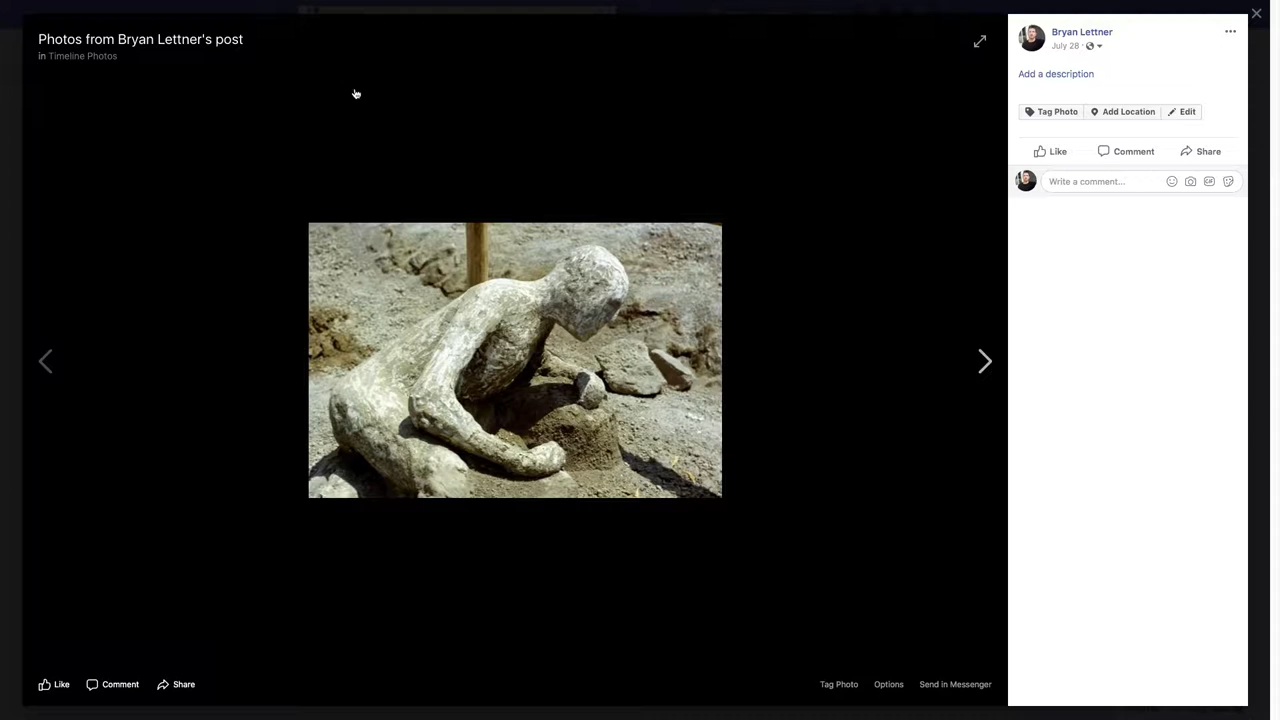 Photos from Bryan Lettner's post
in Timeline Photos
Bryan Lettner
July 28 ·
Add a description
Tag Photo
Add Location
Edit
Like
Comment
Share
Write a comment...
GIF
Like
Comment
Share
Tag Photo
Options
Send in Messenger